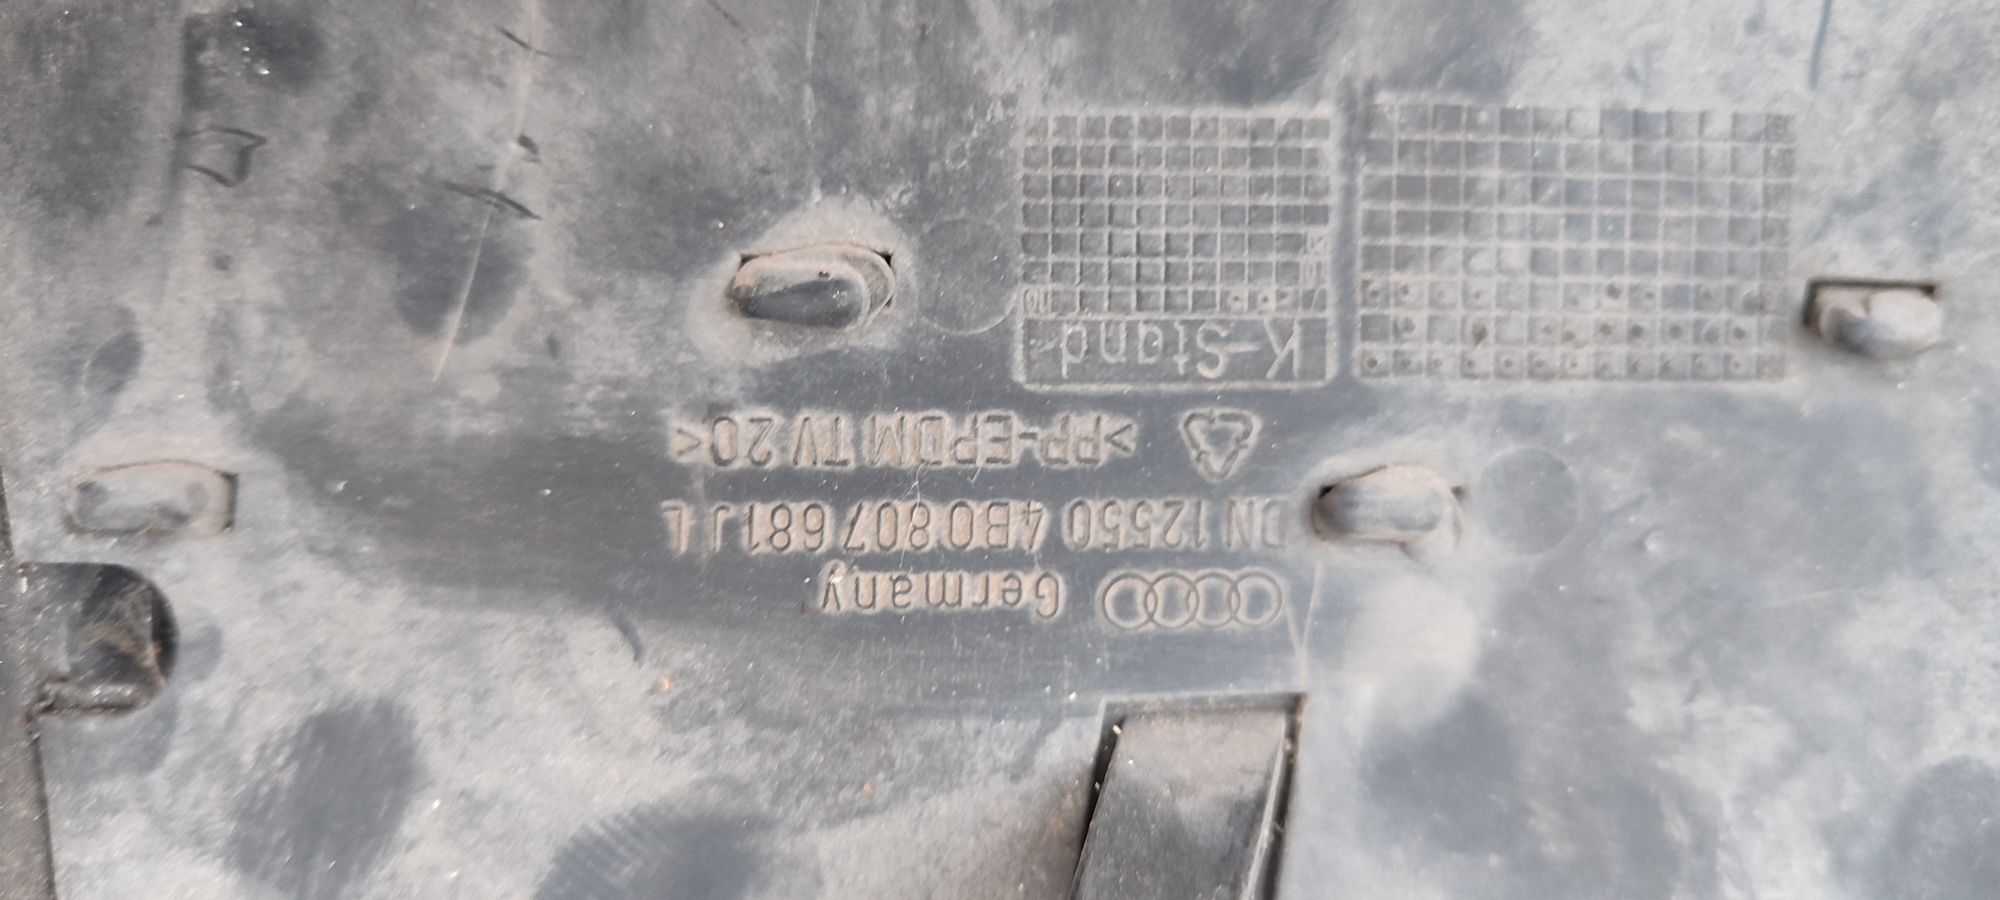 Germany
DN 12550 4B0 807 681 J L
>PP-EPDM TV 20<
K-Stand